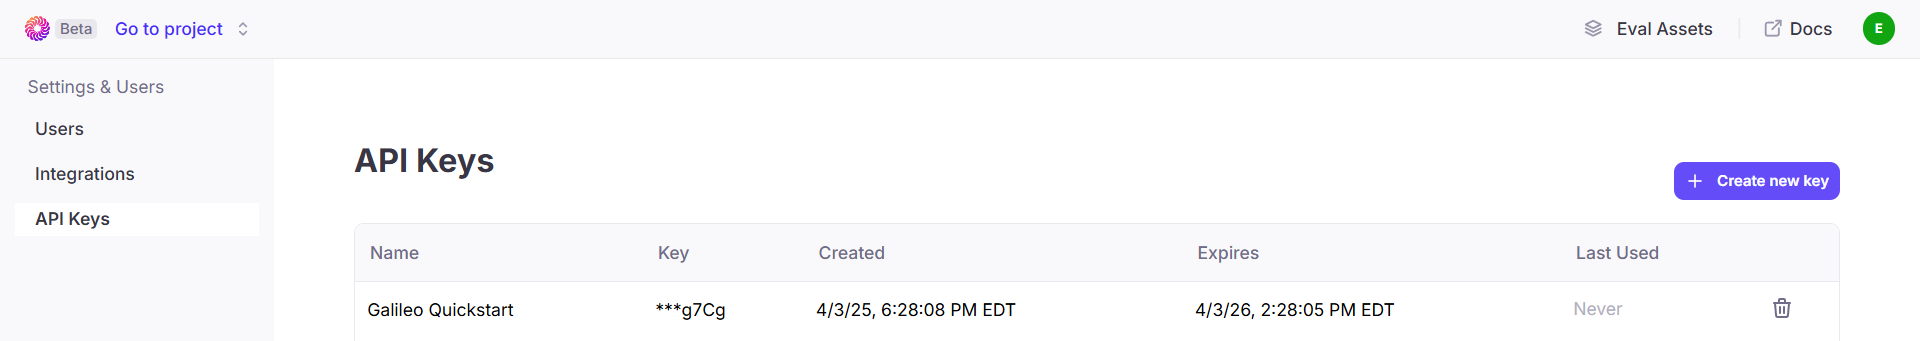 Beta Go to project Eval Assets Docs E
Settings & Users
Users
Integrations
API Keys
API Keys
Create new key
Name Key Created Expires Last Used
Galileo Quickstart ***g7Cg 4/3/25, 6:28:08 PM EDT 4/3/26, 2:28:05 PM EDT Never